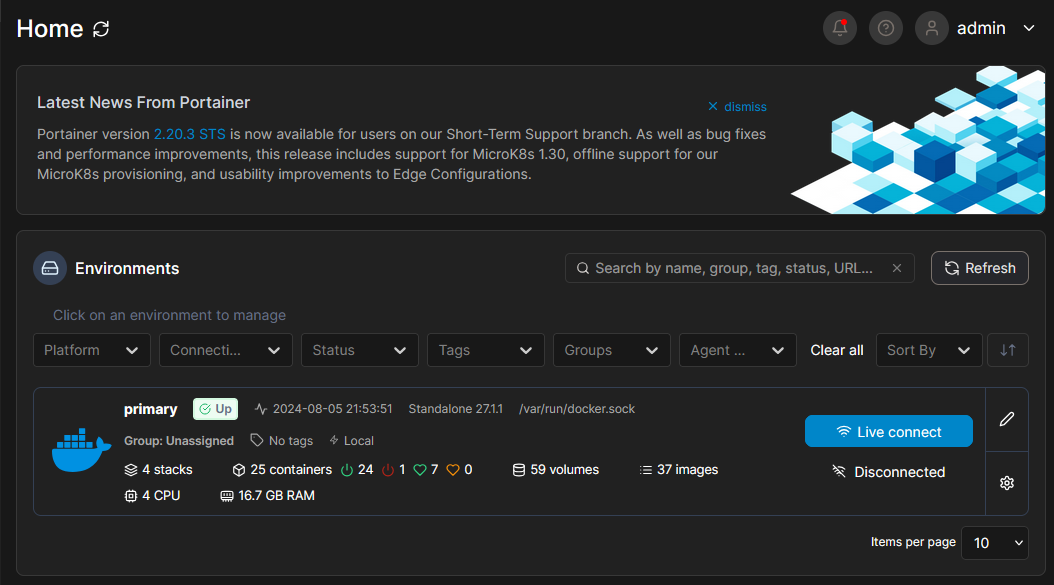 Home
admin
Latest News From Portainer
dismiss
Portainer version 2.20.3 STS is now available for users on our Short-Term Support branch. As well as bug fixes
and performance improvements, this release includes support for MicroK8s 1.30, offline support for our
MicroK8s provisioning, and usability improvements to Edge Configurations.
Environments
Search by name, group, tag, status, URL...
Refresh
Click on an environment to manage
Platform Connecti... Status Tags Groups Agent ... Clear all Sort By
primary Up 2024-08-05 21:53:51 Standalone 27.1.1 /var/run/docker.sock
Group: Unassigned No tags Local
Live connect
4 stacks 25 containers 24 1 7 0 59 volumes 37 images
Disconnected
4 CPU 16.7 GB RAM
Items per page 10